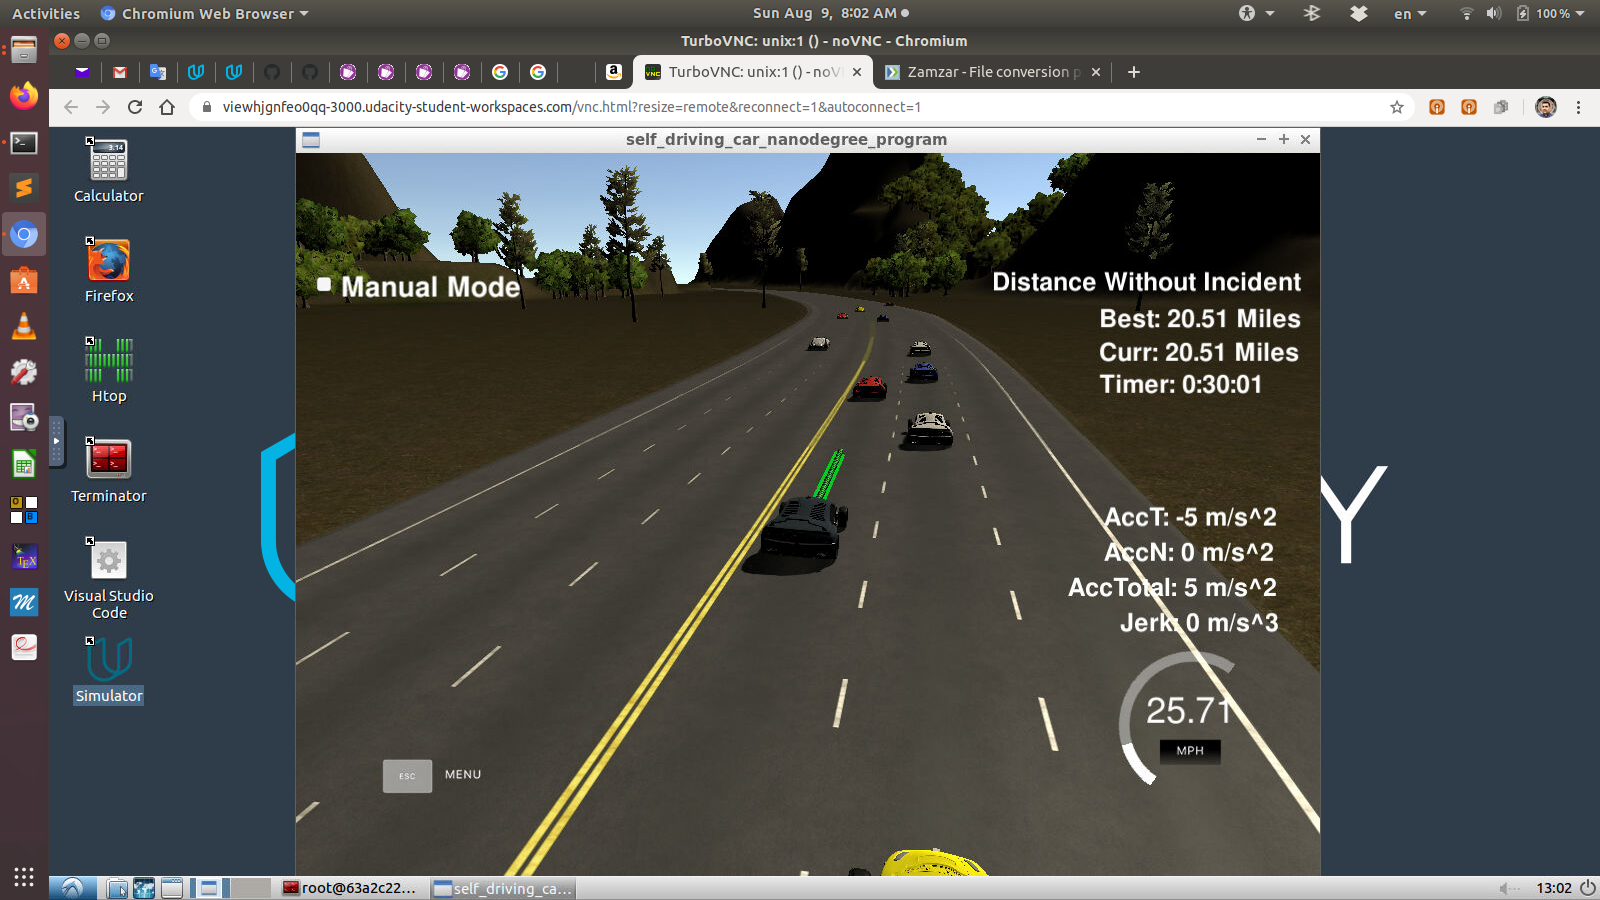 Activities
Chromium Web Browser
Sun Aug 9, 8:02 AM
en
100 %
TurboVNC: unix:1 () - noVNC - Chromium
TurboVNC: unix:1 () - noV
Zamzar - File conversion p
viewhjgnfeo0qq-3000.udacity-student-workspaces.com/vnc.html?resize=remote&reconnect=1&autoconnect=1
self_driving_car_nanodegree_program
3.14
Calculator
Firefox
Htop
Terminator
Visual Studio
Code
Simulator
Manual Mode
Distance Without Incident
Best: 20.51 Miles
Curr: 20.51 Miles
Timer: 0:30:01
AccT: -5 m/s^2
AccN: 0 m/s^2
AccTotal: 5 m/s^2
Jerk: 0 m/s^3
25.71
MPH
ESC
MENU
Y
root@63a2c22...
self_driving_ca...
13:02